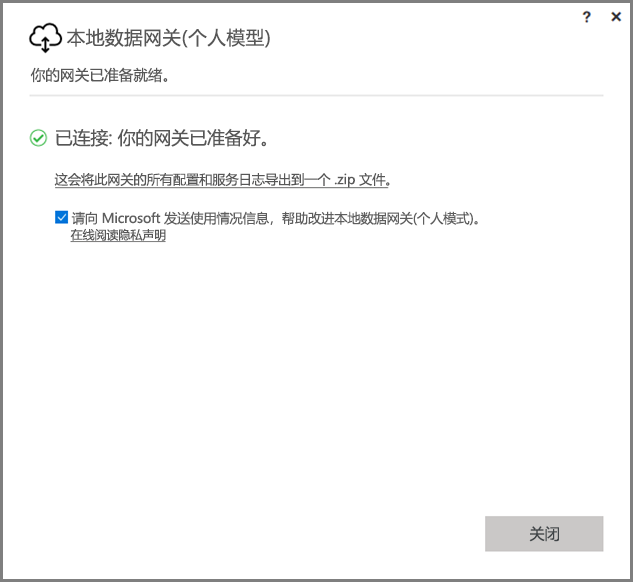 ? ×
本地数据网关(个人模型)
你的网关已准备就绪。
已连接: 你的网关已准备好。
这会将此网关的所有配置和服务日志导出到一个 .zip 文件。
请向 Microsoft 发送使用情况信息，帮助改进本地数据网关(个人模式)。
在线阅读隐私声明
关闭